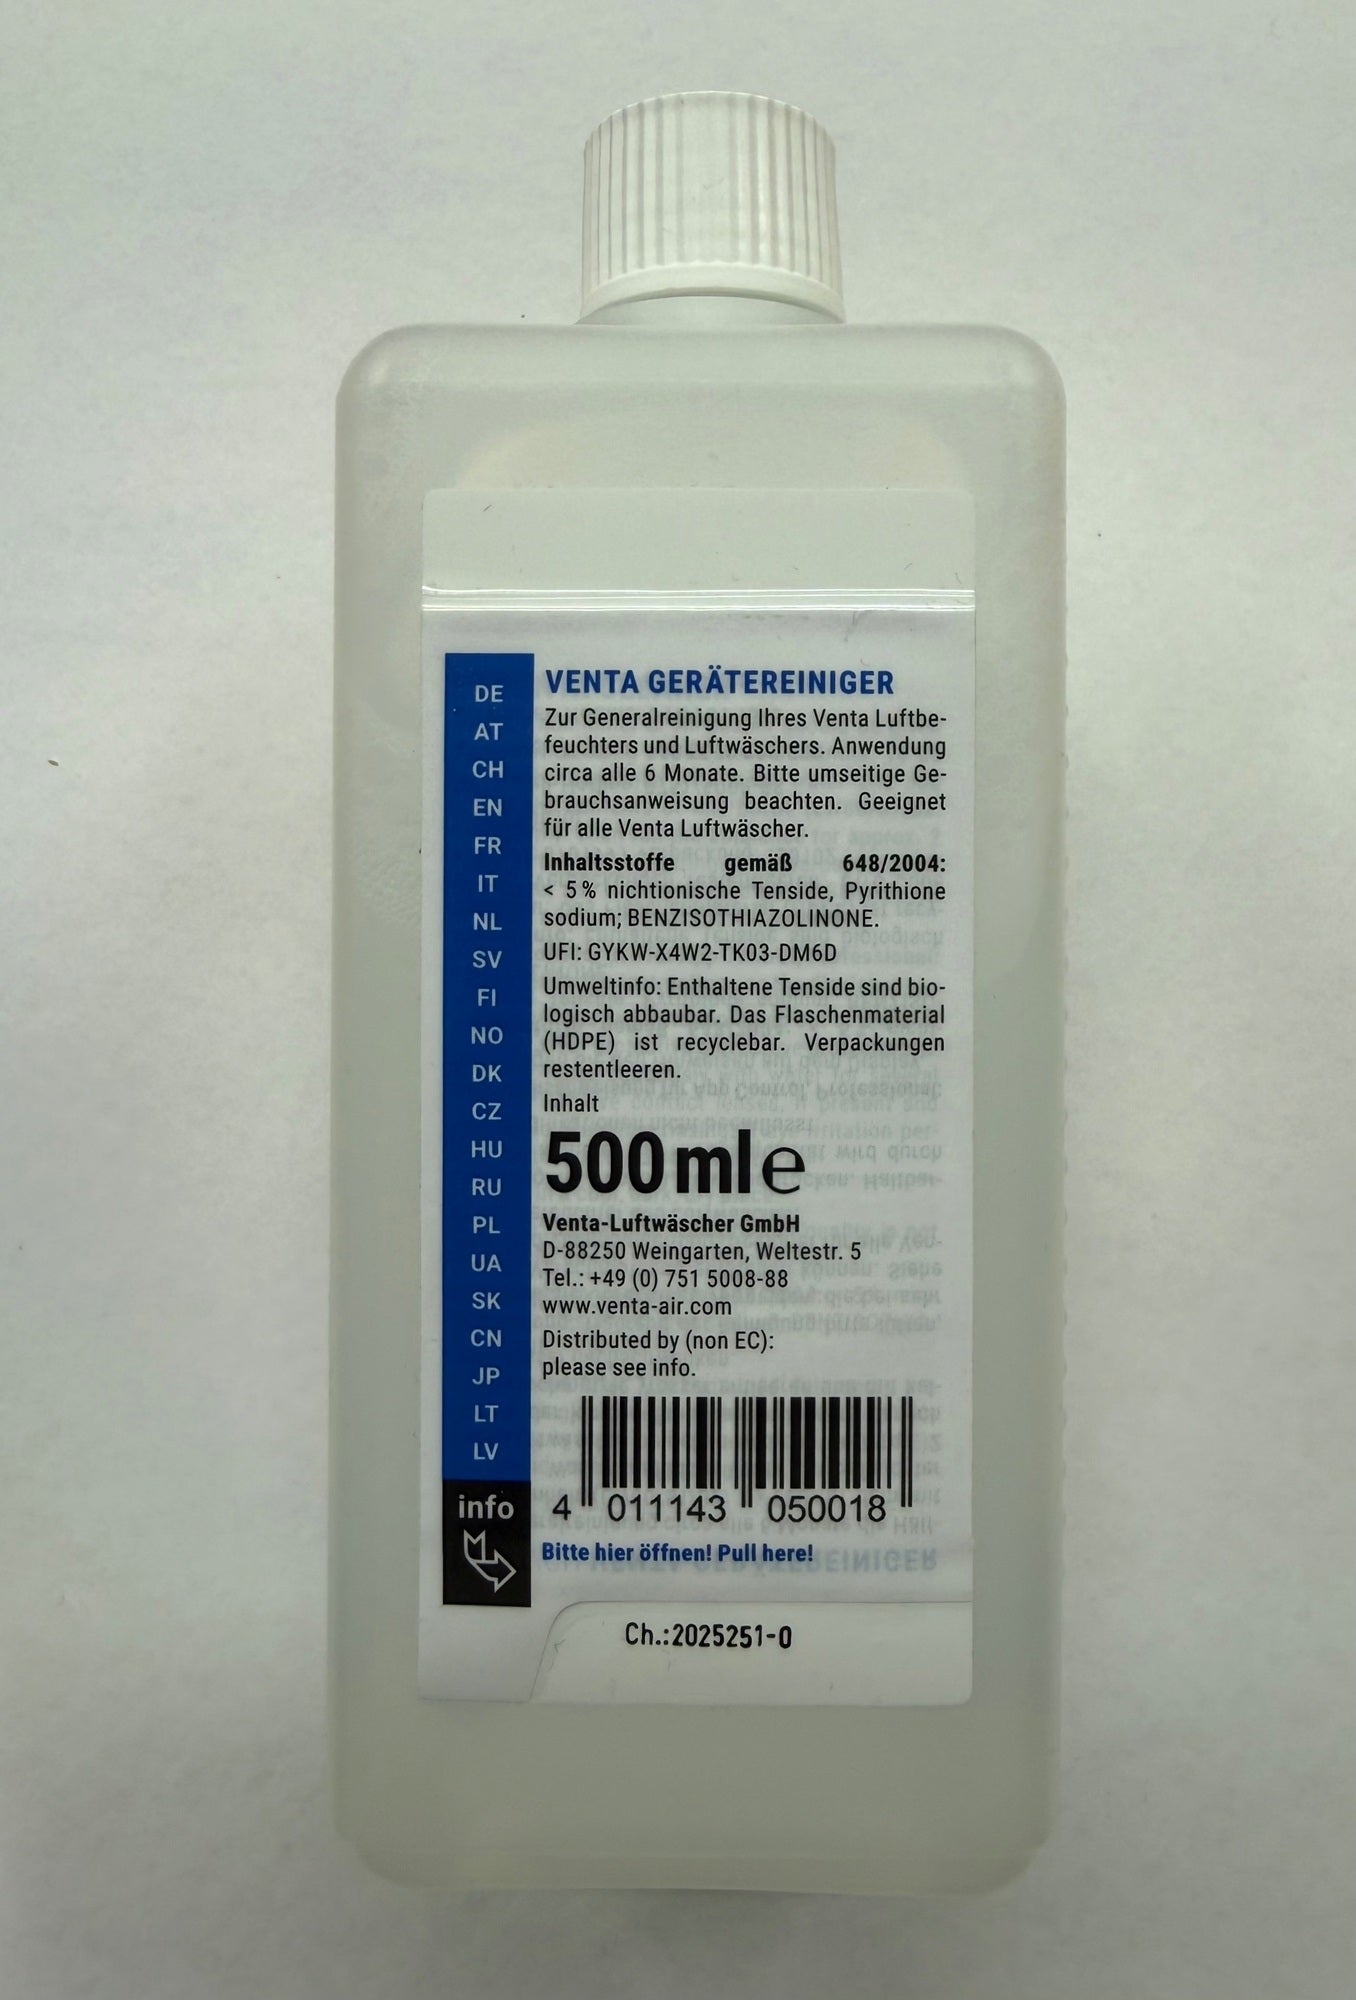 DE
AT
CH
EN
FR
IT
NL
SV
FI
NO
DK
CZ
HU
RU
PL
UA
SK
CN
JP
LT
LV
info
VENTA GERÄTEREINIGER
Zur Generalreinigung Ihres Venta Luftbe-
feuchters und Luftwäschers. Anwendung
circa alle 6 Monate. Bitte umseitige Ge-
brauchsanweisung beachten. Geeignet
für alle Venta Luftwäscher.
Inhaltsstoffe gemäß 648/2004:
< 5 % nichtionische Tenside, Pyrithione
sodium; BENZISOTHIAZOLINONE.
UFI: GYKW-X4W2-TK03-DM6D
Umweltinfo: Enthaltene Tenside sind bio-
logisch abbaubar. Das Flaschenmaterial
(HDPE) ist recyclebar. Verpackungen
restentleeren.
Inhalt
500 ml ℮
Venta-Luftwäscher GmbH
D-88250 Weingarten, Weltestr. 5
Tel.: +49 (0) 751 5008-88
www.venta-air.com
Distributed by (non EC):
please see info.
4 011143 050018
Bitte hier öffnen! Pull here!
Ch.:2025251-0